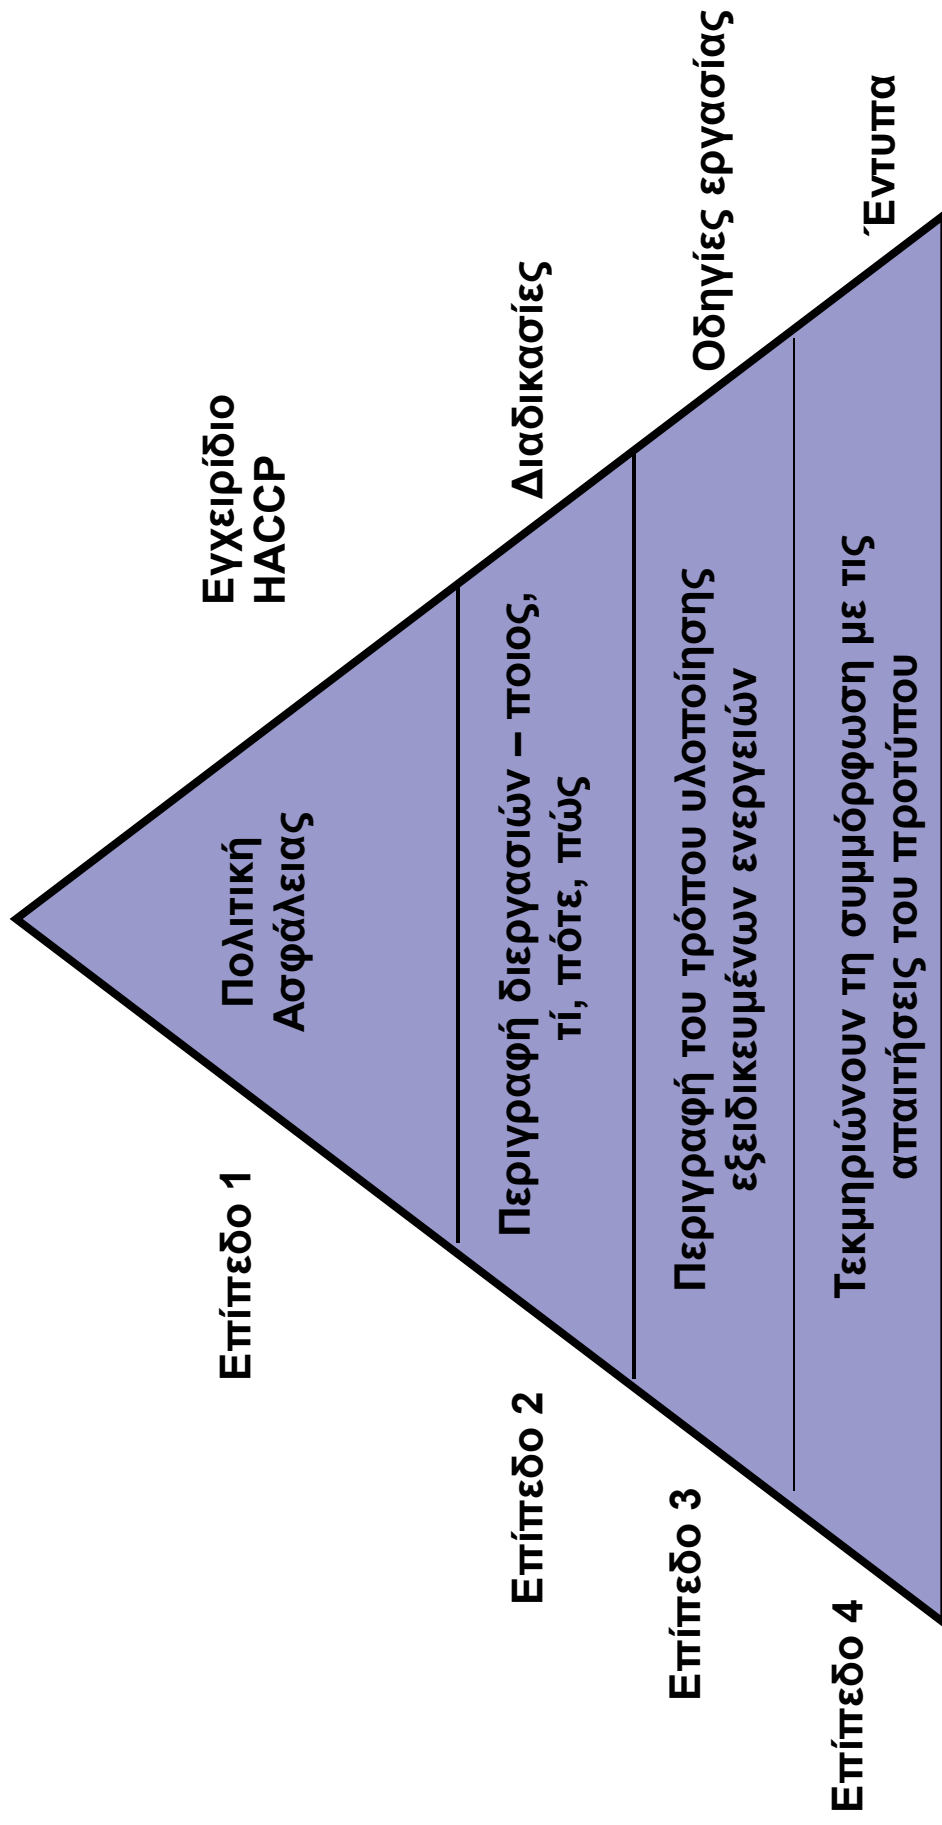 Επίπεδο 1
Πολιτική
Ασφάλειας
Εγχειρίδιο
HACCP
Επίπεδο 2
Περιγραφή διεργασιών – ποιος,
τί, πότε, πώς
Διαδικασίες
Επίπεδο 3
Περιγραφή του τρόπου υλοποίησης
εξειδικευμένων ενεργειών
Οδηγίες εργασίας
Επίπεδο 4
Τεκμηριώνουν τη συμμόρφωση με τις
απαιτήσεις του προτύπου
Έντυπα